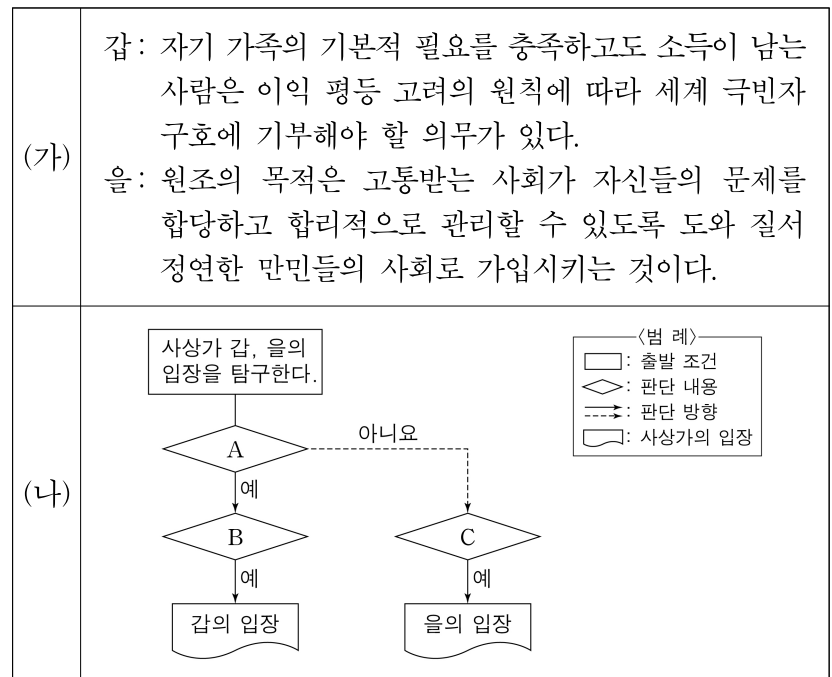 (가)
갑: 자기 가족의 기본적 필요를 충족하고도 소득이 남는
사람은 이익 평등 고려의 원칙에 따라 세계 극빈자
구호에 기부해야 할 의무가 있다.
을: 원조의 목적은 고통받는 사회가 자신들의 문제를
합당하고 합리적으로 관리할 수 있도록 도와 질서
정연한 만민들의 사회로 가입시키는 것이다.
(나)
사상가 갑, 을의
입장을 탐구한다.
A
아니요
예
B
C
예
예
갑의 입장
을의 입장
〈범 례〉
: 출발 조건
: 판단 내용
: 판단 방향
: 사상가의 입장